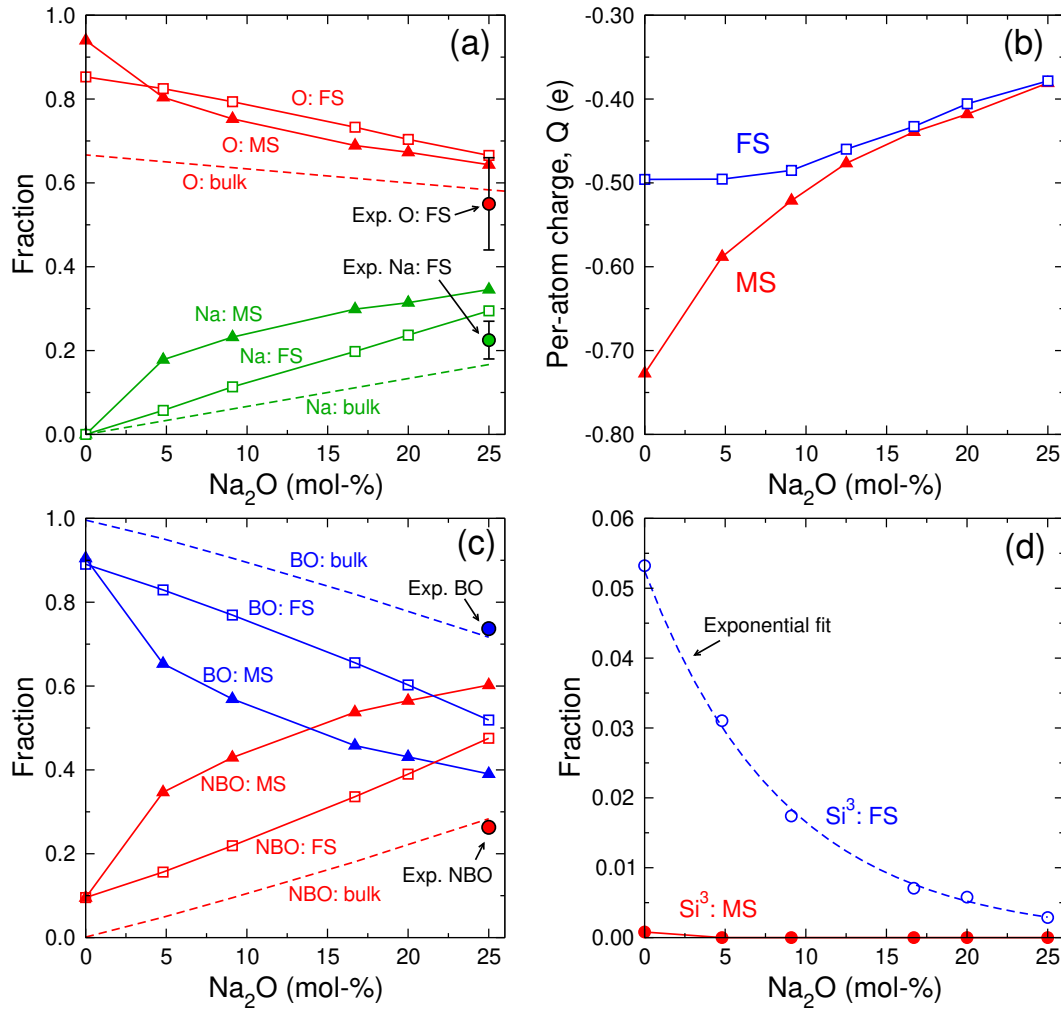 (a)
1.0
0.8
0.6
0.4
0.2
0.0
Fraction
O: FS
O: MS
O: bulk
Exp. O: FS
Exp. Na: FS
Na: MS
Na: FS
Na: bulk
0 5 10 15 20 25
Na₂O (mol-%)
(b)
-0.30
-0.40
-0.50
-0.60
-0.70
-0.80
Per-atom charge, Q (e)
FS
MS
0 5 10 15 20 25
Na₂O (mol-%)
(c)
1.0
0.8
0.6
0.4
0.2
0.0
Fraction
BO: bulk
Exp. BO
BO: FS
BO: MS
NBO: MS
NBO: FS
Exp. NBO
NBO: bulk
0 5 10 15 20 25
Na₂O (mol-%)
(d)
0.06
0.05
0.04
0.03
0.02
0.01
0.00
Fraction
Exponential fit
Si³: FS
Si³: MS
0 5 10 15 20 25
Na₂O (mol-%)